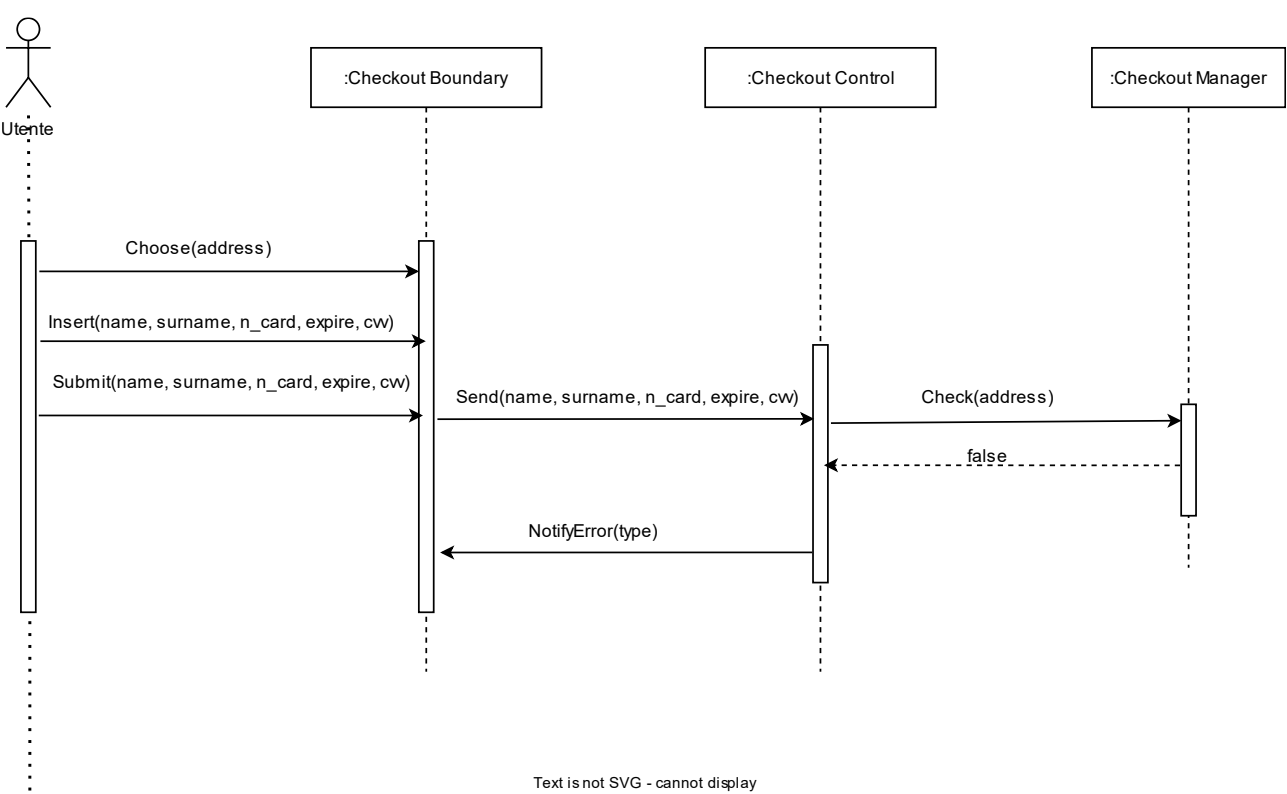 :Checkout Boundary
:Checkout Control
:Checkout Manager
Utente
Choose(address)
Insert(name, surname, n_card, expire, cvv)
Submit(name, surname, n_card, expire, cvv)
Send(name, surname, n_card, expire, cvv)
Check(address)
false
NotifyError(type)
Text is not SVG - cannot display